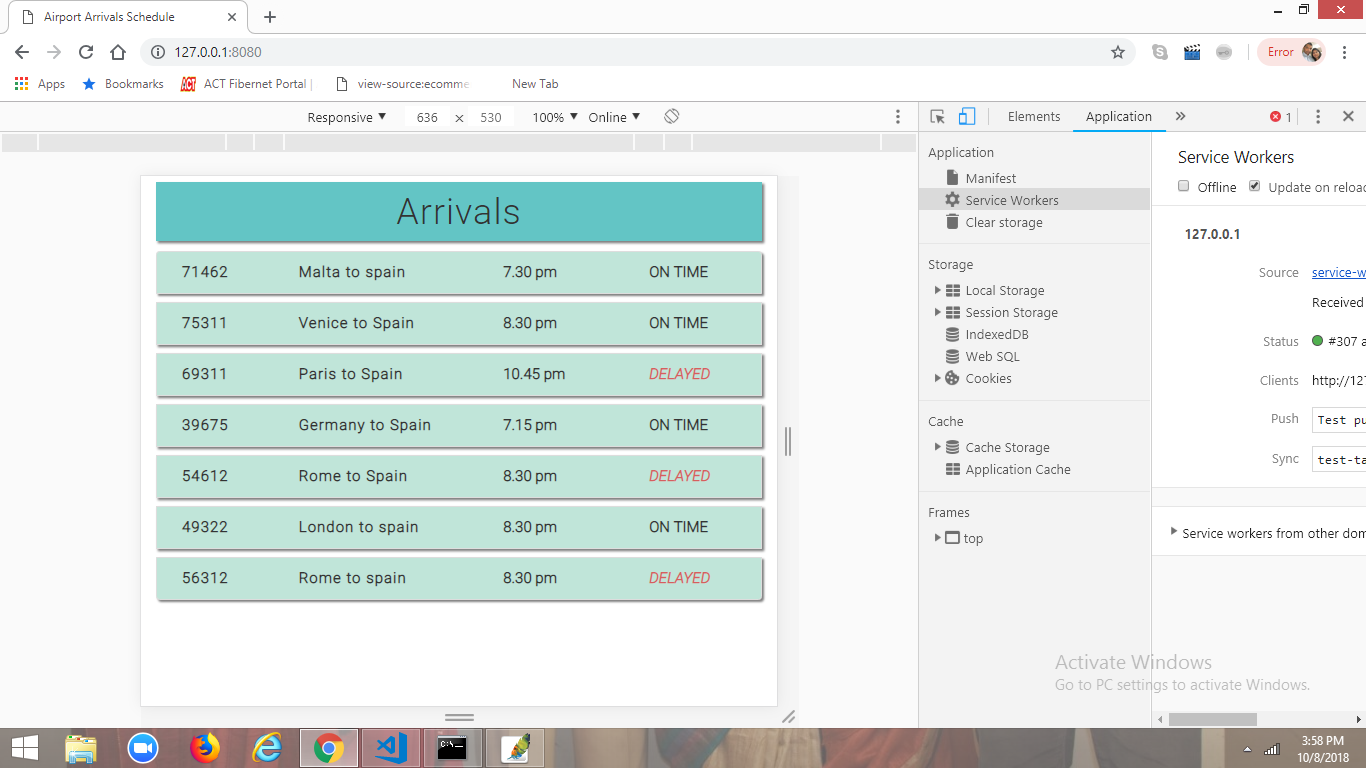 Airport Arrivals Schedule
127.0.0.1:8080
Error
Apps
Bookmarks
ACT ACT Fibernet Portal |
view-source:ecomme
New Tab
Responsive
636 × 530
100%
Online
Elements
Application
1
Arrivals
71462 Malta to spain 7.30 pm ON TIME
75311 Venice to Spain 8.30 pm ON TIME
69311 Paris to Spain 10.45 pm DELAYED
39675 Germany to Spain 7.15 pm ON TIME
54612 Rome to Spain 8.30 pm DELAYED
49322 London to spain 8.30 pm ON TIME
56312 Rome to spain 8.30 pm DELAYED
Application
Manifest
Service Workers
Clear storage
Storage
Local Storage
Session Storage
IndexedDB
Web SQL
Cookies
Cache
Cache Storage
Application Cache
Frames
top
Service Workers
Offline
Update on reloa
127.0.0.1
Source service-w
Received
Status #307 a
Clients http://127
Push Test pu
Sync test-ta
Service workers from other dom
Activate Windows
Go to PC settings to activate Windows.
3:58 PM
10/8/2018